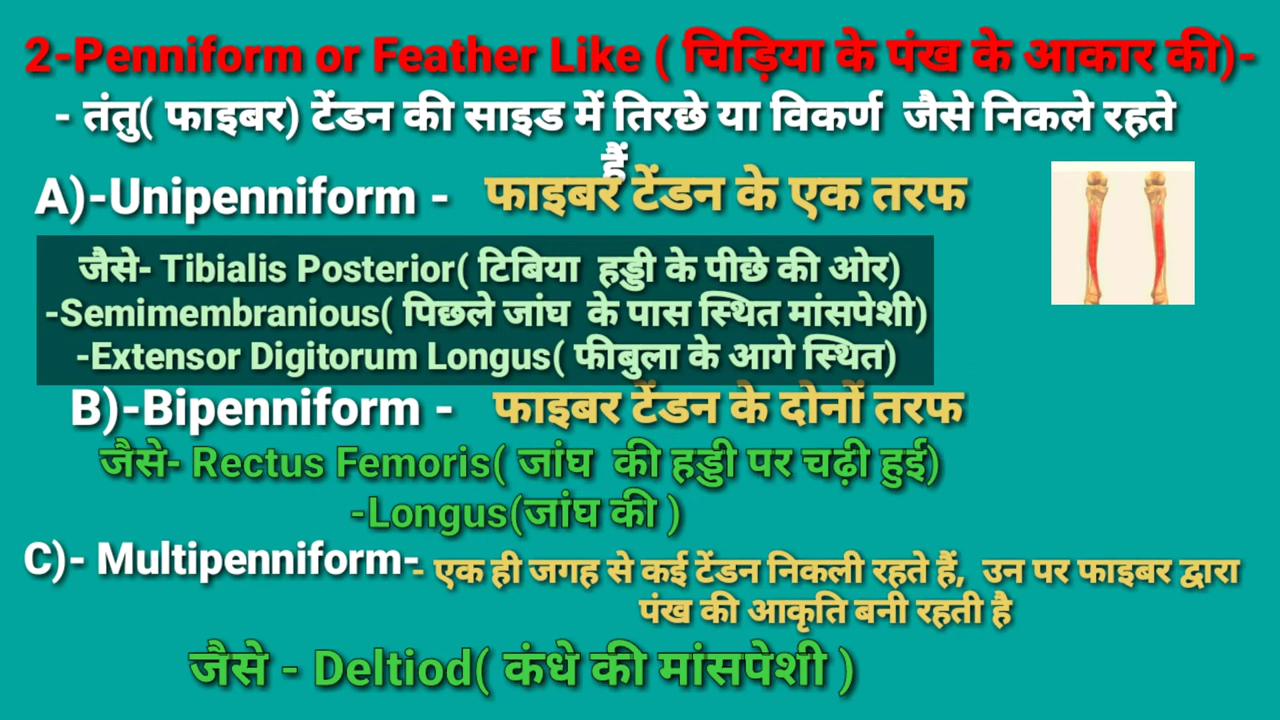 2-Penniform or Feather Like ( चिड़िया के पंख के आकार की)-
- तंतु( फाइबर) टेंडन की साइड में तिरछे या विकर्ण जैसे निकले रहते
हैं
A)-Unipenniform - फाइबर टेंडन के एक तरफ
जैसे- Tibialis Posterior( टिबिया हड्डी के पीछे की ओर)
-Semimembranious( पिछले जांघ के पास स्थित मांसपेशी)
-Extensor Digitorum Longus( फीबुला के आगे स्थित)
B)-Bipenniform - फाइबर टेंडन के दोनों तरफ
जैसे- Rectus Femoris( जांघ की हड्डी पर चढ़ी हुई)
-Longus(जांघ की )
C)- Multipenniform- - एक ही जगह से कई टेंडन निकली रहते हैं, उन पर फाइबर द्वारा
पंख की आकृति बनी रहती है
जैसे - Deltiod( कंधे की मांसपेशी )